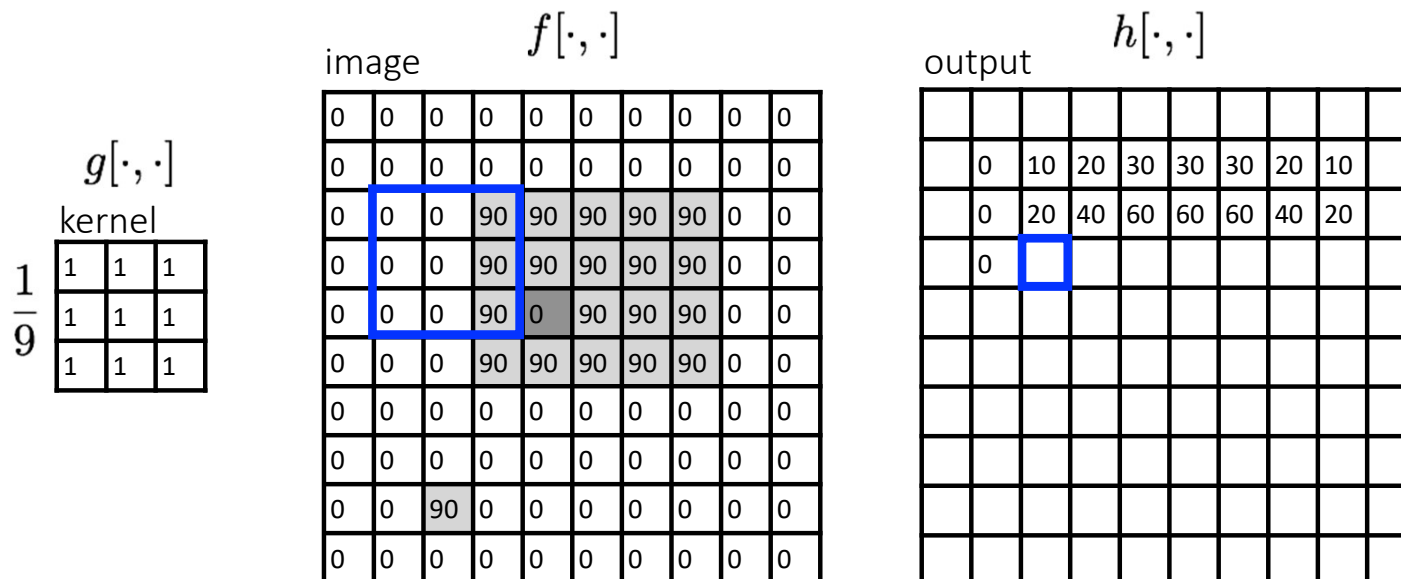 f[·, ·]
h[·, ·]
image
output
g[·, ·]
kernel
1/9
1 1 1
1 1 1
1 1 1
0 0 0 0 0 0 0 0 0 0
0 0 0 0 0 0 0 0 0 0
0 0 0 90 90 90 90 90 0 0
0 0 0 90 90 90 90 90 0 0
0 0 0 90 0 90 90 90 0 0
0 0 0 90 90 90 90 90 0 0
0 0 0 0 0 0 0 0 0 0
0 0 0 0 0 0 0 0 0 0
0 0 90 0 0 0 0 0 0 0
0 0 0 0 0 0 0 0 0 0
0 10 20 30 30 30 20 10
0 20 40 60 60 60 40 20
0